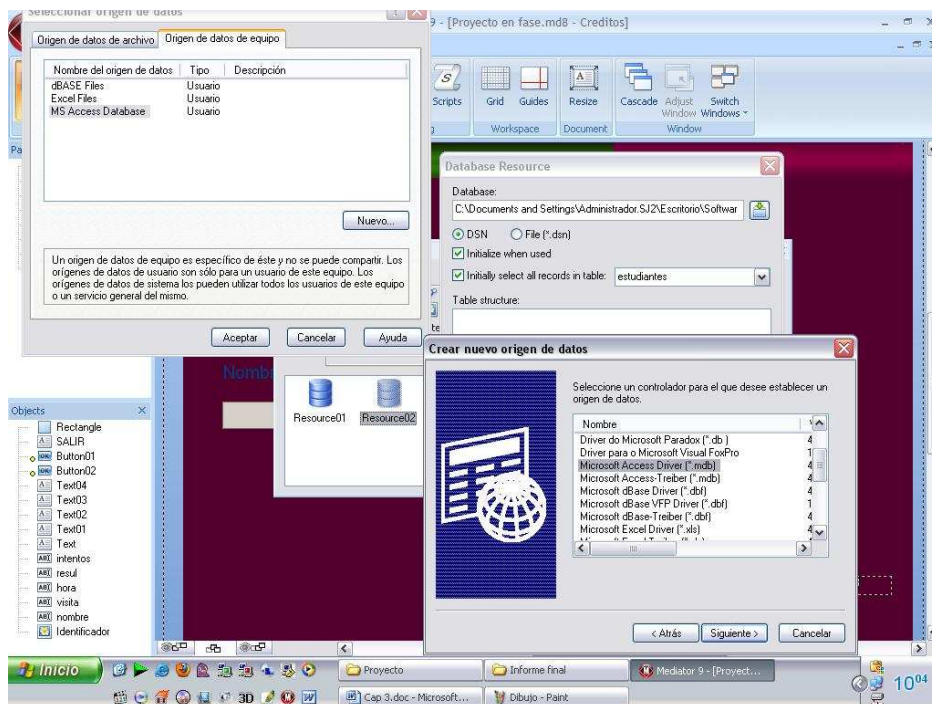 Seleccionar origen de datos
9 - [Proyecto en fase.md8 - Creditos]
Origen de datos de archivo
Origen de datos de equipo
Nombre del origen de datos Tipo Descripción
dBASE Files Usuario
Excel Files Usuario
MS Access Database Usuario
Nuevo...
Un origen de datos de equipo es específico de éste y no se puede compartir. Los
orígenes de datos de usuario son sólo para un usuario de este equipo. Los
orígenes de datos de sistema los pueden utilizar todos los usuarios de este equipo
o un servicio general del mismo.
Aceptar Cancelar Ayuda
Scripts Grid Guides Resize Cascade Adjust Window Switch Windows
Workspace Document Window
Database Resource
Database:
C:\Documents and Settings\Administrador.SJ2\Escritorio\Softwar
DSN File (*.dsn)
Initialize when used
Initially select all records in table: estudiantes
Table structure:
Nomb
Resource01 Resource02
Crear nuevo origen de datos
Seleccione un controlador para el que desee establecer un
origen de datos.
Nombre
Driver do Microsoft Paradox (*.db ) 4
Driver para o Microsoft Visual FoxPro 1
Microsoft Access Driver (*.mdb) 4
Microsoft Access-Treiber (*.mdb) 4
Microsoft dBase Driver (*.dbf) 4
Microsoft dBase VFP Driver (*.dbf) 1
Microsoft dBase-Treiber (*.dbf) 4
Microsoft Excel Driver (*.xls) 4
< Atrás Siguiente > Cancelar
Objects
Rectangle
SALIR
Button01
Button02
Text04
Text03
Text02
Text01
Text
intentos
resul
hora
visita
nombre
Identificador
Inicio
Proyecto
Informe final
Mediator 9 - [Proyect...
3D
Cap 3.doc - Microsoft...
Dibujo - Paint
10 04